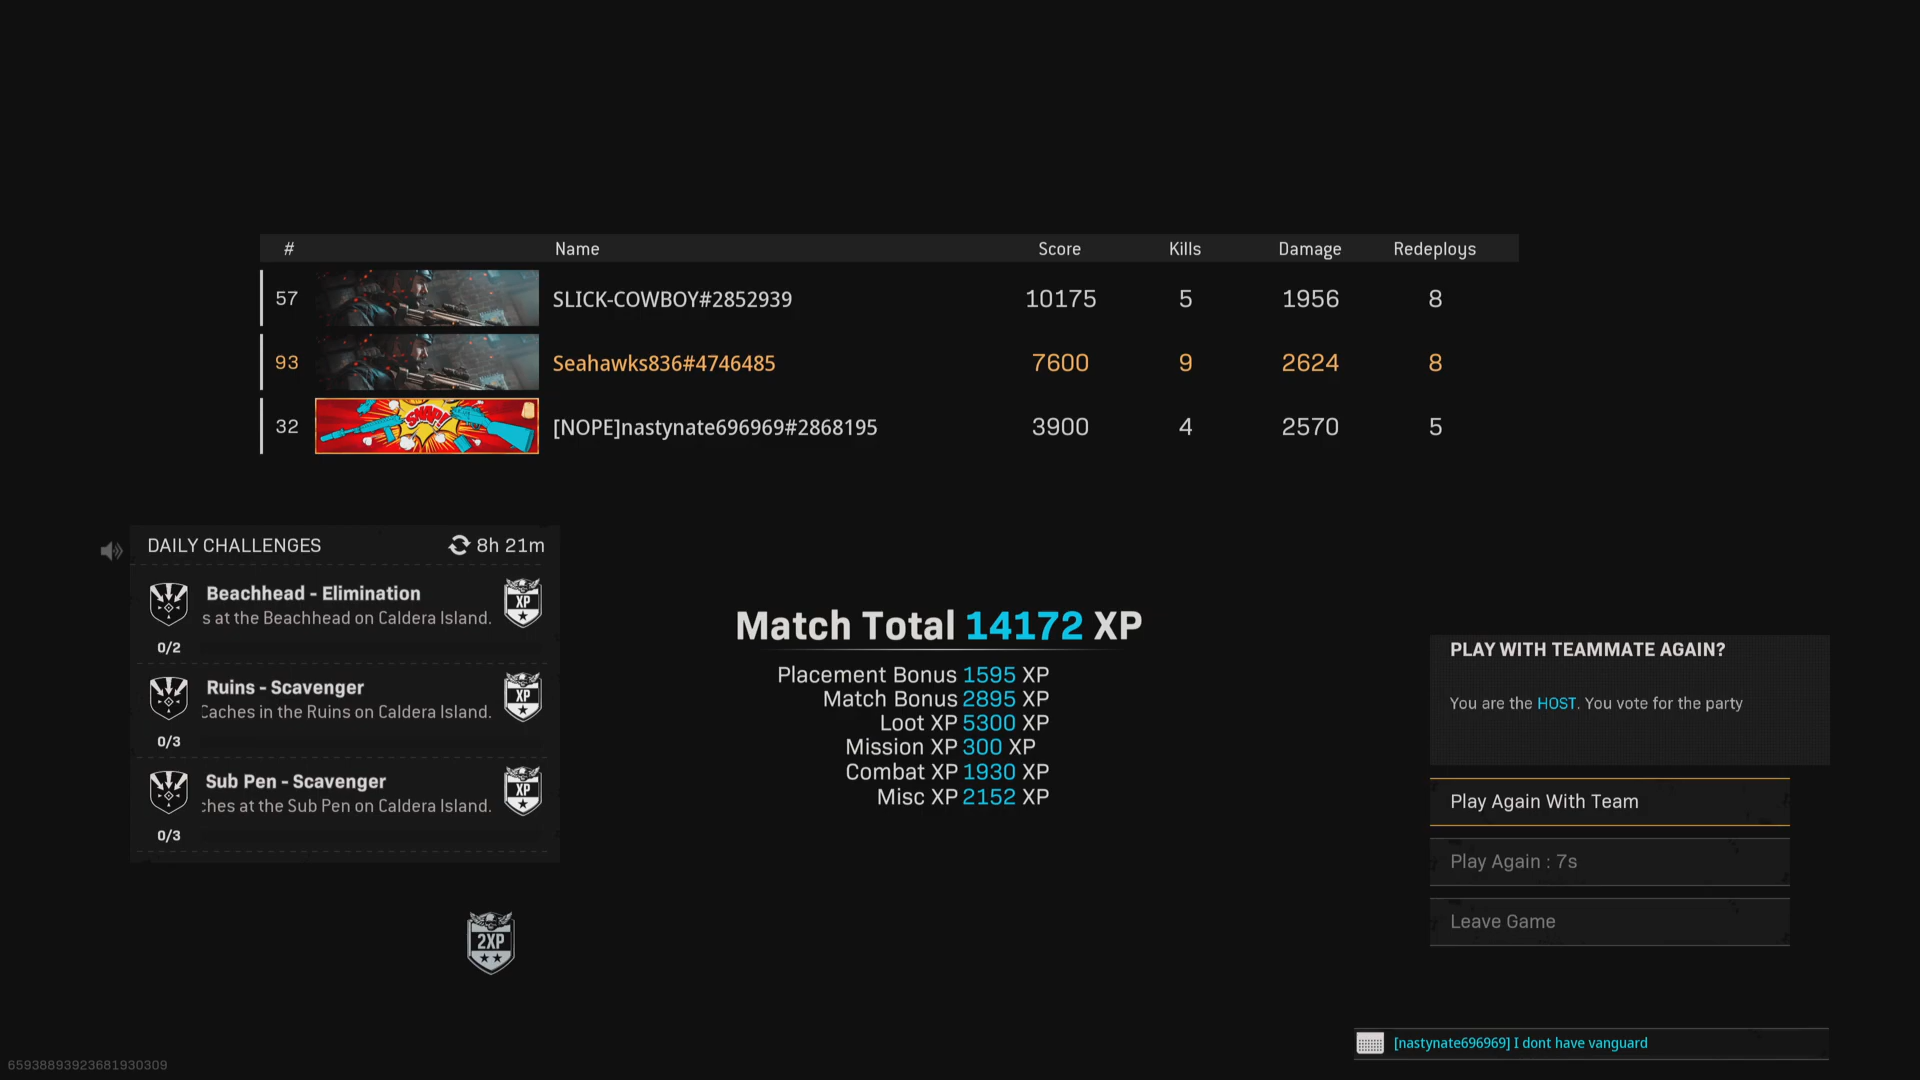 # Name Score Kills Damage Redeploys
57 SLICK-COWBOY#2852939 10175 5 1956 8
93 Seahawks836#4746485 7600 9 2624 8
32 SNAP! [NOPE]nastynate696969#2868195 3900 4 2570 5
DAILY CHALLENGES 8h 21m
Beachhead - Elimination
s at the Beachhead on Caldera Island.
XP
0/2
Ruins - Scavenger
Caches in the Ruins on Caldera Island.
XP
0/3
Sub Pen - Scavenger
ches at the Sub Pen on Caldera Island.
XP
0/3
2XP
Match Total 14172 XP
Placement Bonus 1595 XP
Match Bonus 2895 XP
Loot XP 5300 XP
Mission XP 300 XP
Combat XP 1930 XP
Misc XP 2152 XP
PLAY WITH TEAMMATE AGAIN?
You are the HOST. You vote for the party
Play Again With Team
Play Again : 7s
Leave Game
[nastynate696969] I dont have vanguard
65938893923681930309